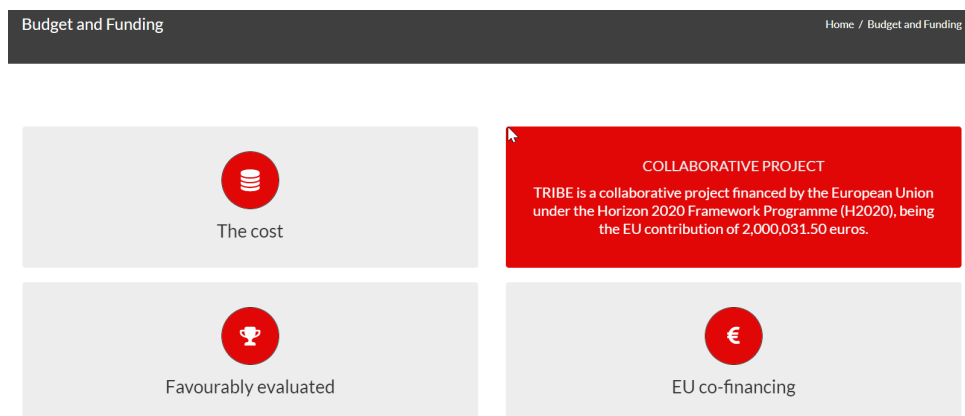 Budget and Funding
Home / Budget and Funding
The cost
COLLABORATIVE PROJECT
TRIBE is a collaborative project financed by the European Union
under the Horizon 2020 Framework Programme (H2020), being
the EU contribution of 2,000,031.50 euros.
Favourably evaluated
€
EU co-financing